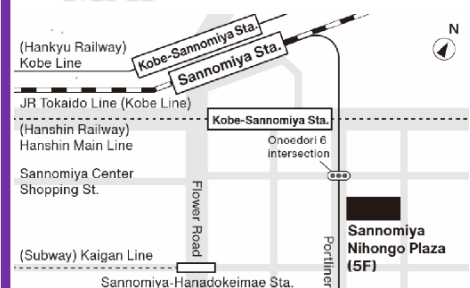 (Hankyu Railway)
Kobe Line
Kobe-Sannomiya Sta.
Sannomiya Sta.
N
JR Tokaido Line (Kobe Line)
Kobe-Sannomiya Sta.
(Hanshin Railway)
Hanshin Main Line
Onoedori 6
intersection
Sannomiya Center
Shopping St.
Flower Road
Sannomiya
Nihongo Plaza
(5F)
Portliner
(Subway) Kaigan Line
Sannomiya-Hanadokeimae Sta.